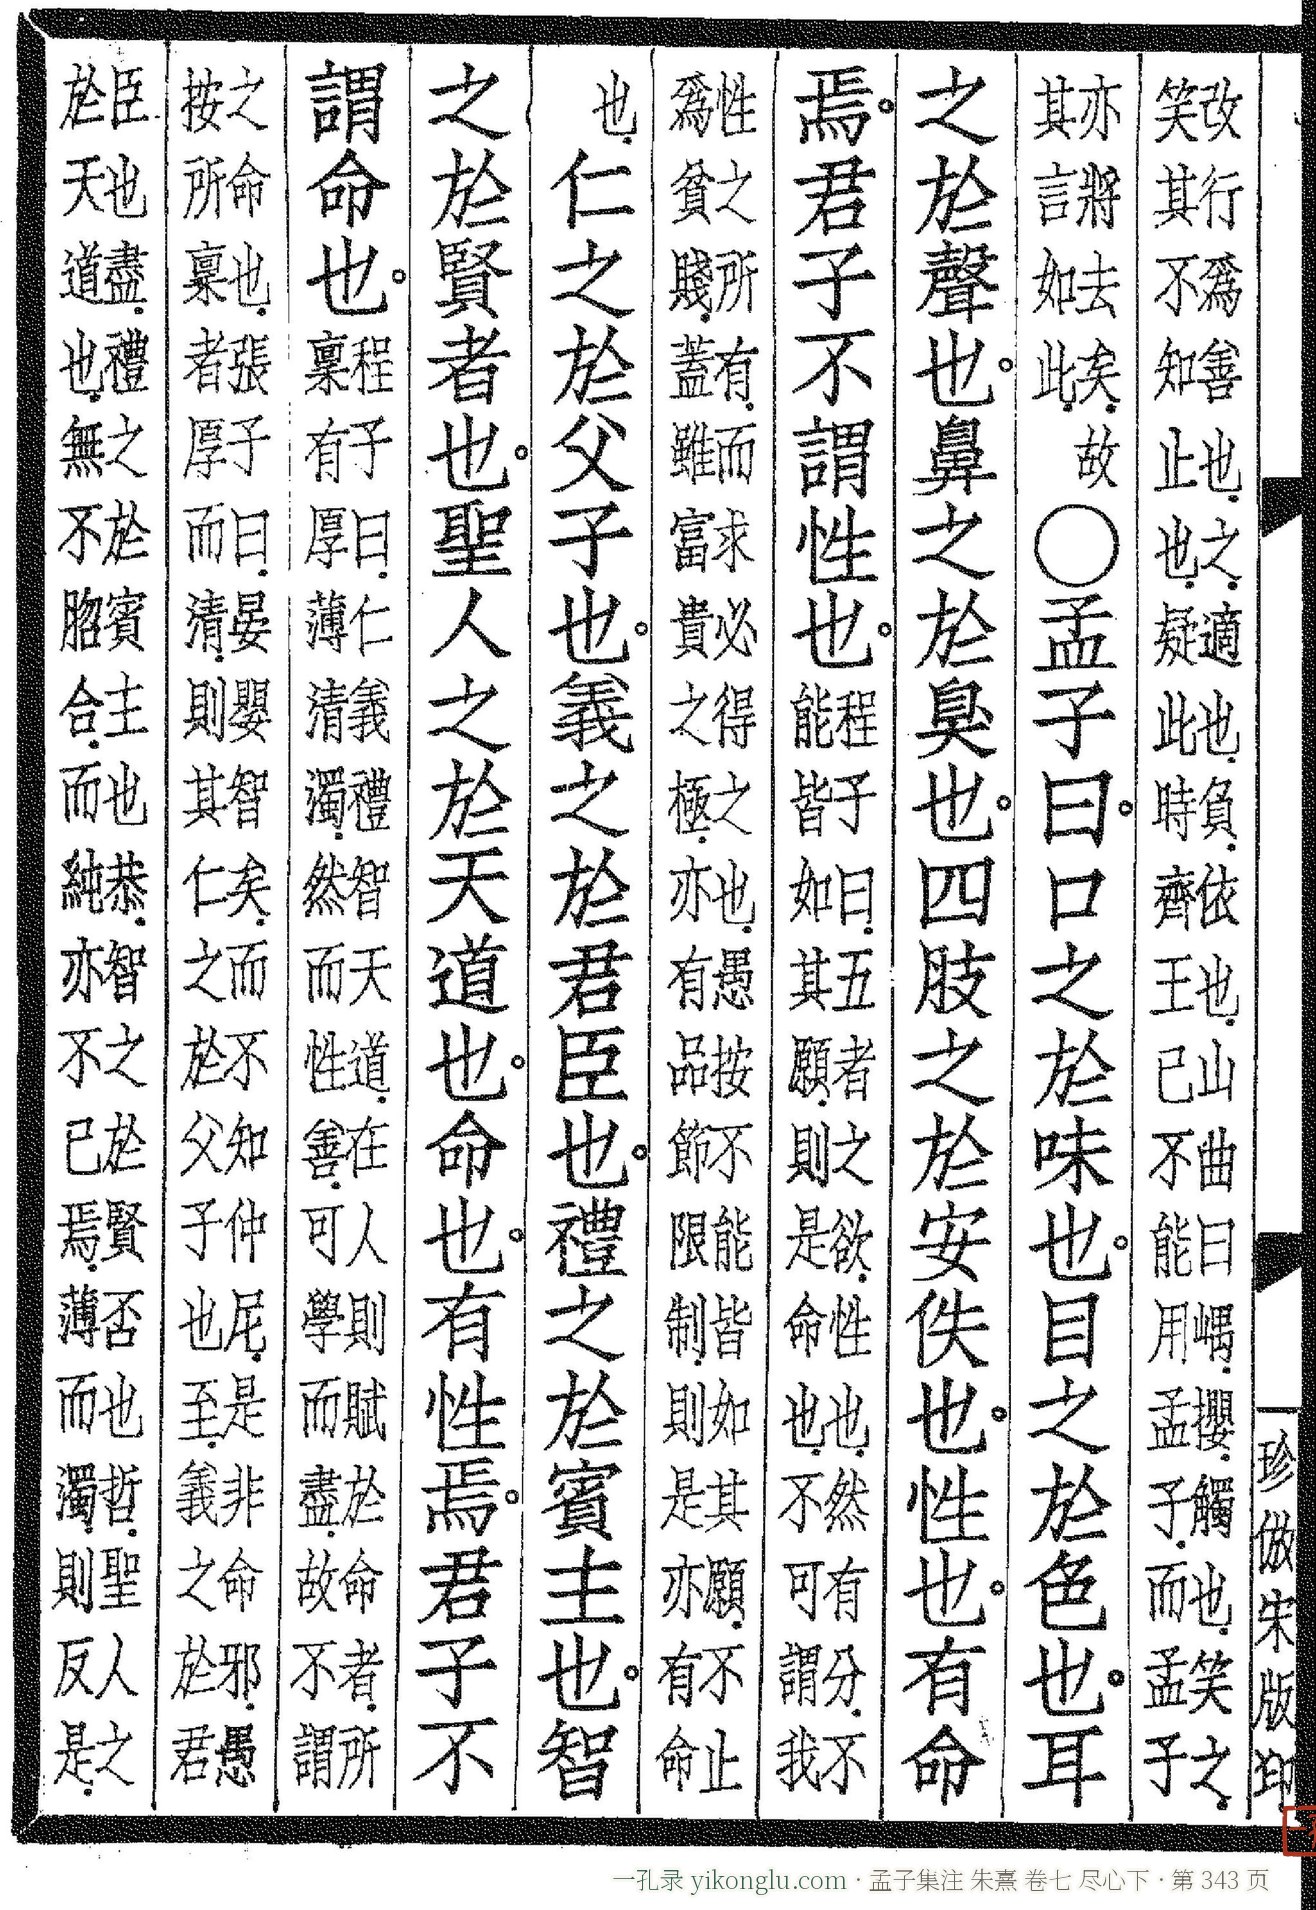 珍倣宋版印
改行爲善也。之。適也。負。依也。山曲曰嵎。攖。觸也。笑之。
笑其不知止也。疑此時齊王已不能用孟子。而孟子
亦將去矣。故
其言如此。
○孟子曰。口之於味也。目之於色也。耳
之於聲也。鼻之於臭也。四肢之於安佚也。性也。有命
焉。君子不謂性也。
程子曰。五者之欲。性也。然有分。不
能皆如其願。則是命也。不可謂我
性之所有。而求必得之也。愚按不能皆如其願。不止
爲貧賤。蓋雖富貴之極。亦有品節限制。則是亦有命
也。仁之於父子也。義之於君臣也。禮之於賓主也。智
之於賢者也。聖人之於天道也。命也。有性焉。君子不
謂命也。
程子曰。仁義禮智天道。在人則賦於命者。所
稟有厚薄清濁。然而性善。可學而盡。故不謂
之命也。張子曰。晏嬰智矣。而不知仲尼。是非命邪。愚
按所稟者厚而清。則其仁之於父子也至。義之於君
臣也盡。禮之於賓主也恭。智之於賢否也哲。聖人之
於天道也。無不脗合。而純亦不已焉。薄而濁。則反是。
一孔录 yikonglu.com · 孟子集注 朱熹 卷七 尽心下 · 第 343 页